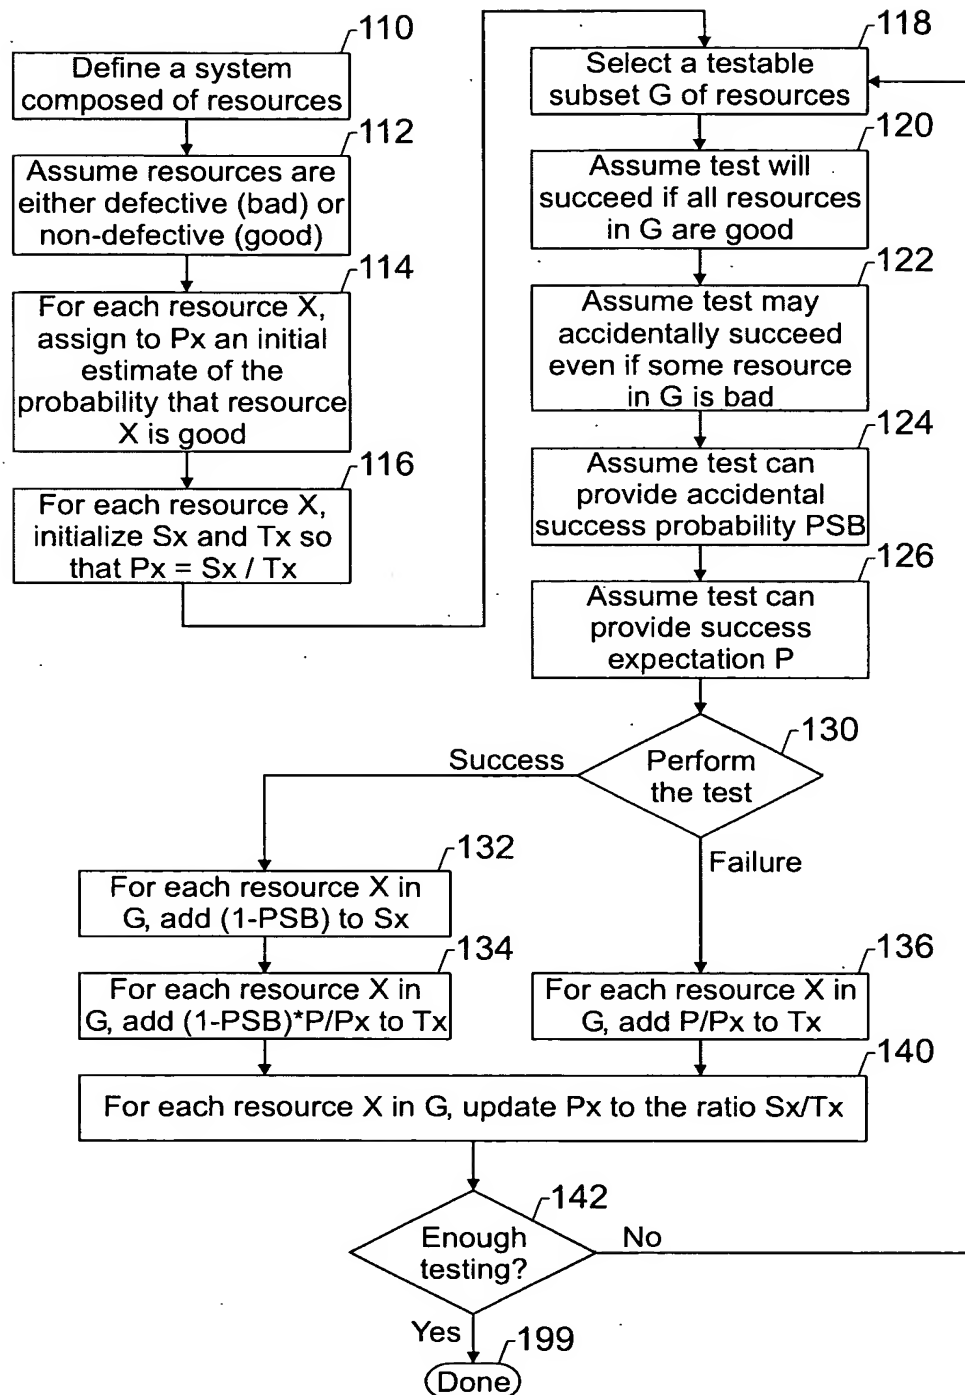 110
Define a system
composed of resources
112
Assume resources are
either defective (bad) or
non-defective (good)
114
For each resource X,
assign to Px an initial
estimate of the
probability that resource
X is good
116
For each resource X,
initialize Sx and Tx so
that Px = Sx / Tx
118
Select a testable
subset G of resources
120
Assume test will
succeed if all resources
in G are good
122
Assume test may
accidentally succeed
even if some resource
in G is bad
124
Assume test can
provide accidental
success probability PSB
126
Assume test can
provide success
expectation P
130
Perform
the test
Success
Failure
132
For each resource X in
G, add (1-PSB) to Sx
134
For each resource X in
G, add (1-PSB)*P/Px to Tx
136
For each resource X in
G, add P/Px to Tx
140
For each resource X in G, update Px to the ratio Sx/Tx
142
Enough
testing?
No
Yes
199
Done